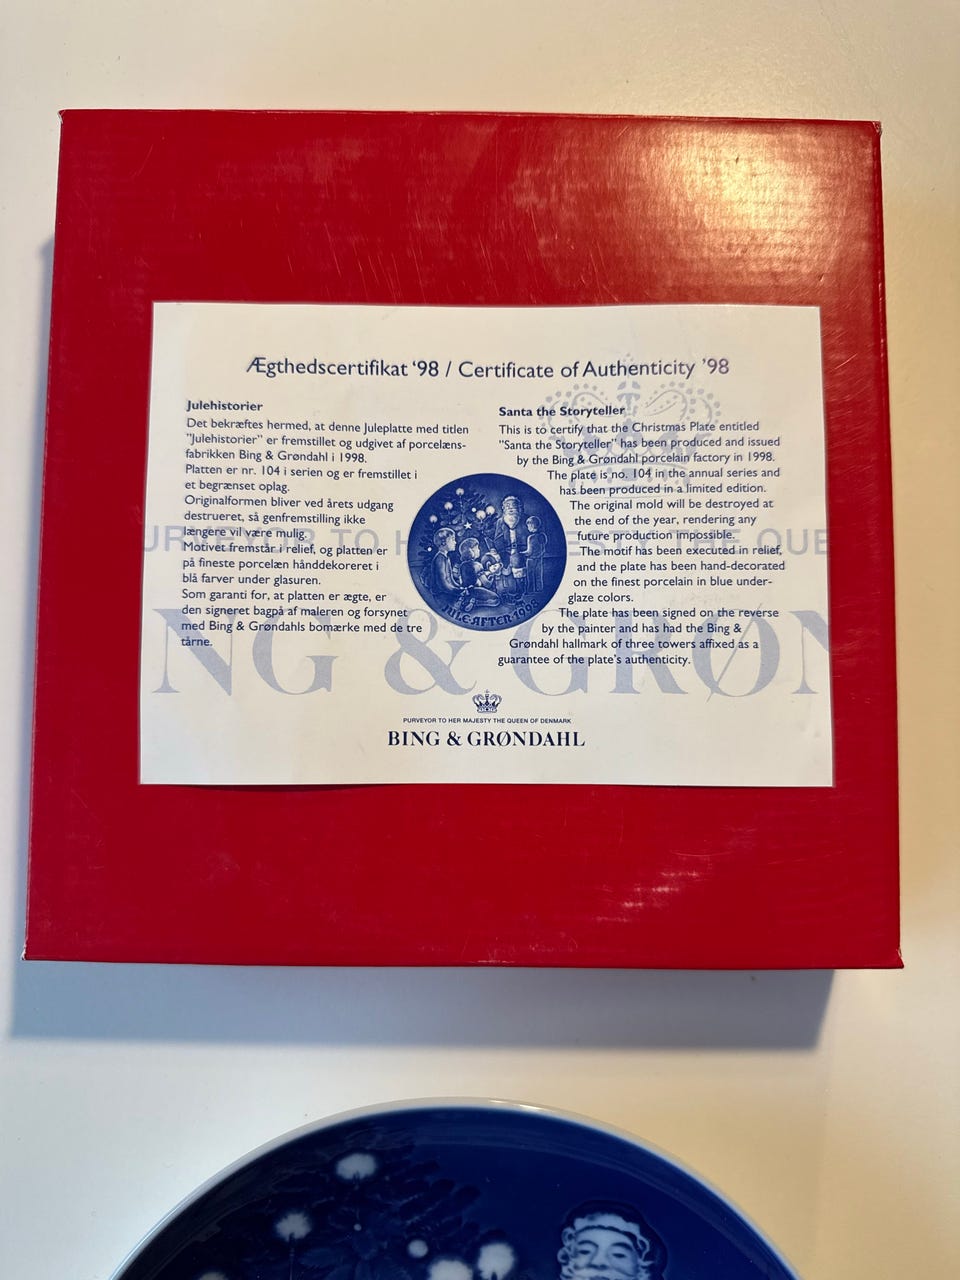 Ægthedscertifikat ‘98 / Certificate of Authenticity ’98
Julehistorier
Det bekræftes hermed, at denne Juleplatte med titlen
"Julehistorier" er fremstillet og udgivet af porcelæns-
fabrikken Bing & Grøndahl i 1998.
Platten er nr. 104 i serien og er fremstillet i
et begrænset oplag.
Originalformen bliver ved årets udgang
destrueret, så genfremstilling ikke
længere vil være mulig.
Motivet fremstår i relief, og platten er
på fineste porcelæn hånddekoreret i
blå farver under glasuren.
Som garanti for, at platten er ægte, er
den signeret bagpå af maleren og forsynet
med Bing & Grøndahls bomærke med de tre
tårne.
Santa the Storyteller
This is to certify that the Christmas Plate entitled
"Santa the Storyteller" has been produced and issued
by the Bing & Grøndahl porcelain factory in 1998.
The plate is no. 104 in the annual series and
has been produced in a limited edition.
The original mold will be destroyed at
the end of the year, rendering any
future production impossible.
The motif has been executed in relief,
and the plate has been hand-decorated
on the finest porcelain in blue under-
glaze colors.
The plate has been signed on the reverse
by the painter and has had the Bing &
Grøndahl hallmark of three towers affixed as a
guarantee of the plate's authenticity.
JULE·AFTER·1998
URVEYOR TO H ESTY THE QUE
NG & GRØN
PURVEYOR TO HER MAJESTY THE QUEEN OF DENMARK
BING & GRØNDAHL